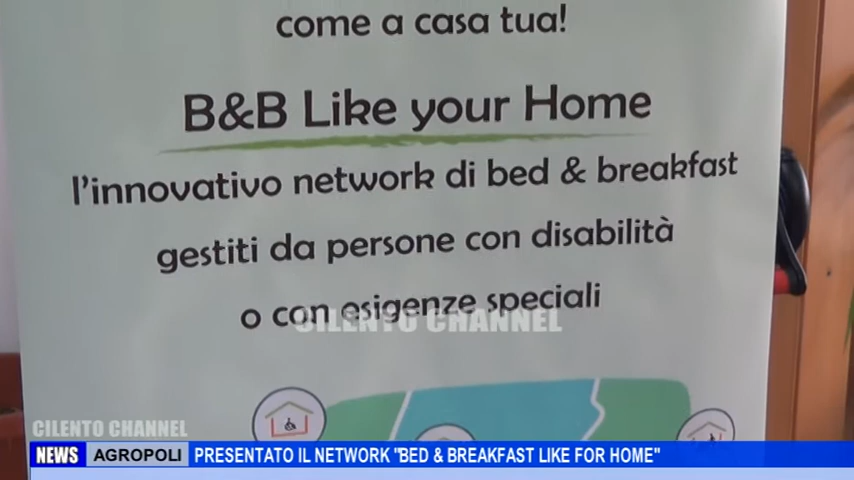 come a casa tua!
B&B Like your Home
l'innovativo network di bed & breakfast
gestiti da persone con disabilità
o con esigenze speciali
CILENTO CHANNEL
CILENTO CHANNEL
NEWS AGROPOLI PRESENTATO IL NETWORK "BED & BREAKFAST LIKE FOR HOME"